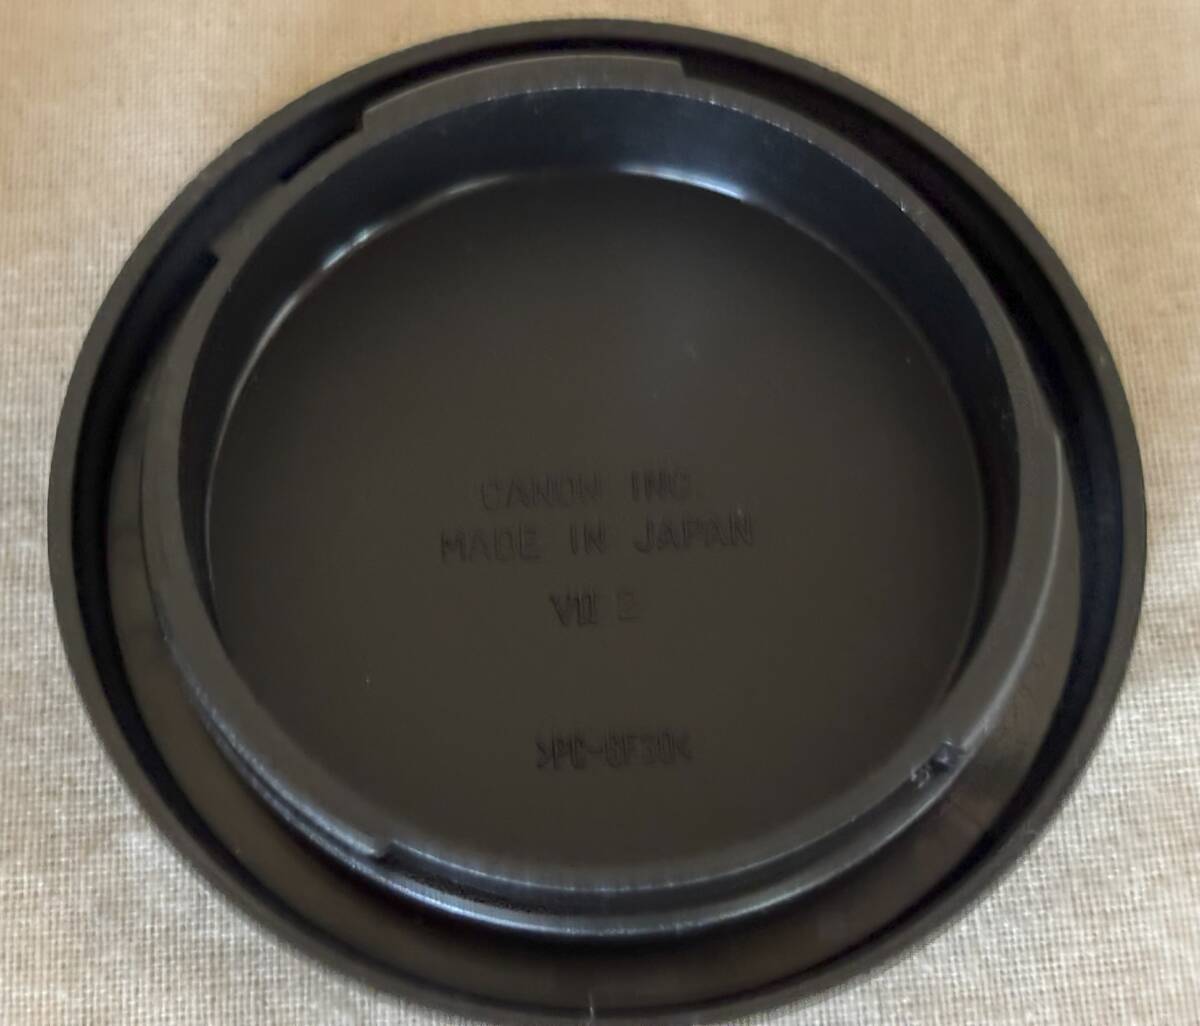 CANON INC.
MADE IN JAPAN
VII 2
>PC-GF30<